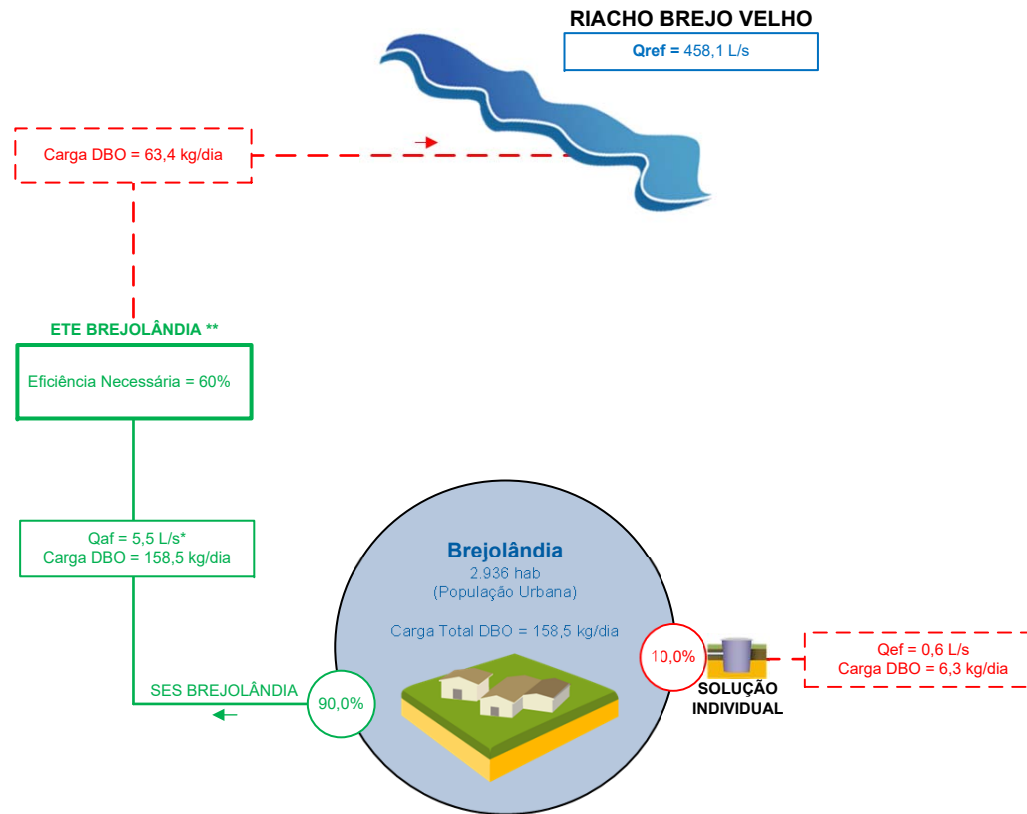 RIACHO BREJO VELHO
Qref = 458,1 L/s
Carga DBO = 63,4 kg/dia
ETE BREJOLÂNDIA **
Eficiência Necessária = 60%
Qaf = 5,5 L/s*
Carga DBO = 158,5 kg/dia
Brejolândia
2.936 hab
(População Urbana)
Carga Total DBO = 158,5 kg/dia
SES BREJOLÂNDIA
90,0%
10,0%
SOLUÇÃO
INDIVIDUAL
Qef = 0,6 L/s
Carga DBO = 6,3 kg/dia